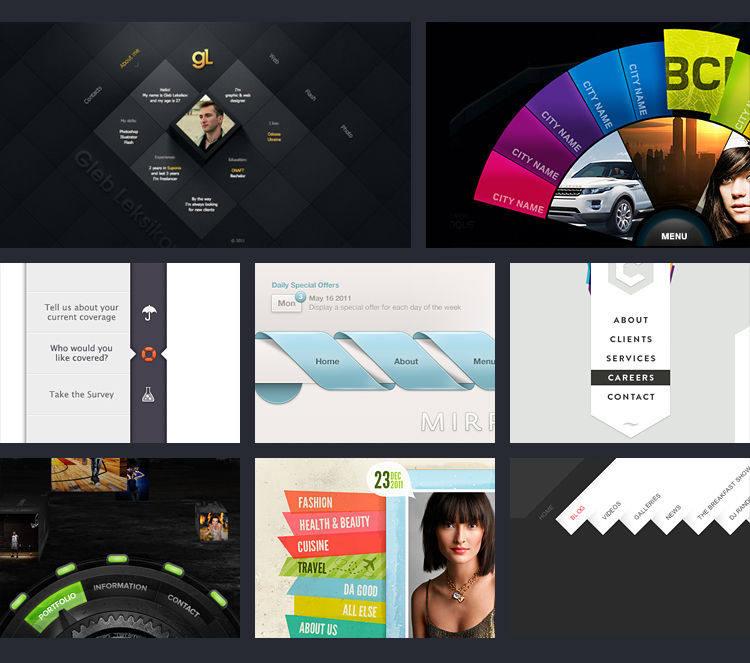 gL
About me
Web
Contacts
Hello!
My name is Gleb Leksikov
and my age is 27
I'm
graphic & web
designer
Flash
My skills:
Photoshop
Illustrator
Flash
I live:
Odessa
Ukraine
Photo
Experience:
2 years in Suponix
and last 3 years
I'm freelancer
Education:
ONAFT
Bachelor
By the way
I'm always looking
for new clients
Gleb Leksikov
© 2011
CITY NAME
CITY NAME
CITY NAME
CITY NAME
CITY NAME
MENU
Tell us about your
current coverage
Who would you
like covered?
Take the Survey
Daily Special Offers
Mon
3
May 16 2011
Display a special offer for each day of the week
Home
About
Menu
MIRR
ABOUT
CLIENTS
SERVICES
CAREERS
CONTACT
PORTFOLIO
INFORMATION
CONTACT
23 DEC
2011
FASHION
HEALTH & BEAUTY
CUISINE
TRAVEL
DA GOOD
ALL ELSE
ABOUT US
HOME
BLOG
VIDEOS
GALLERIES
NEWS
THE BREAKFAST SHOW
DJ RAND